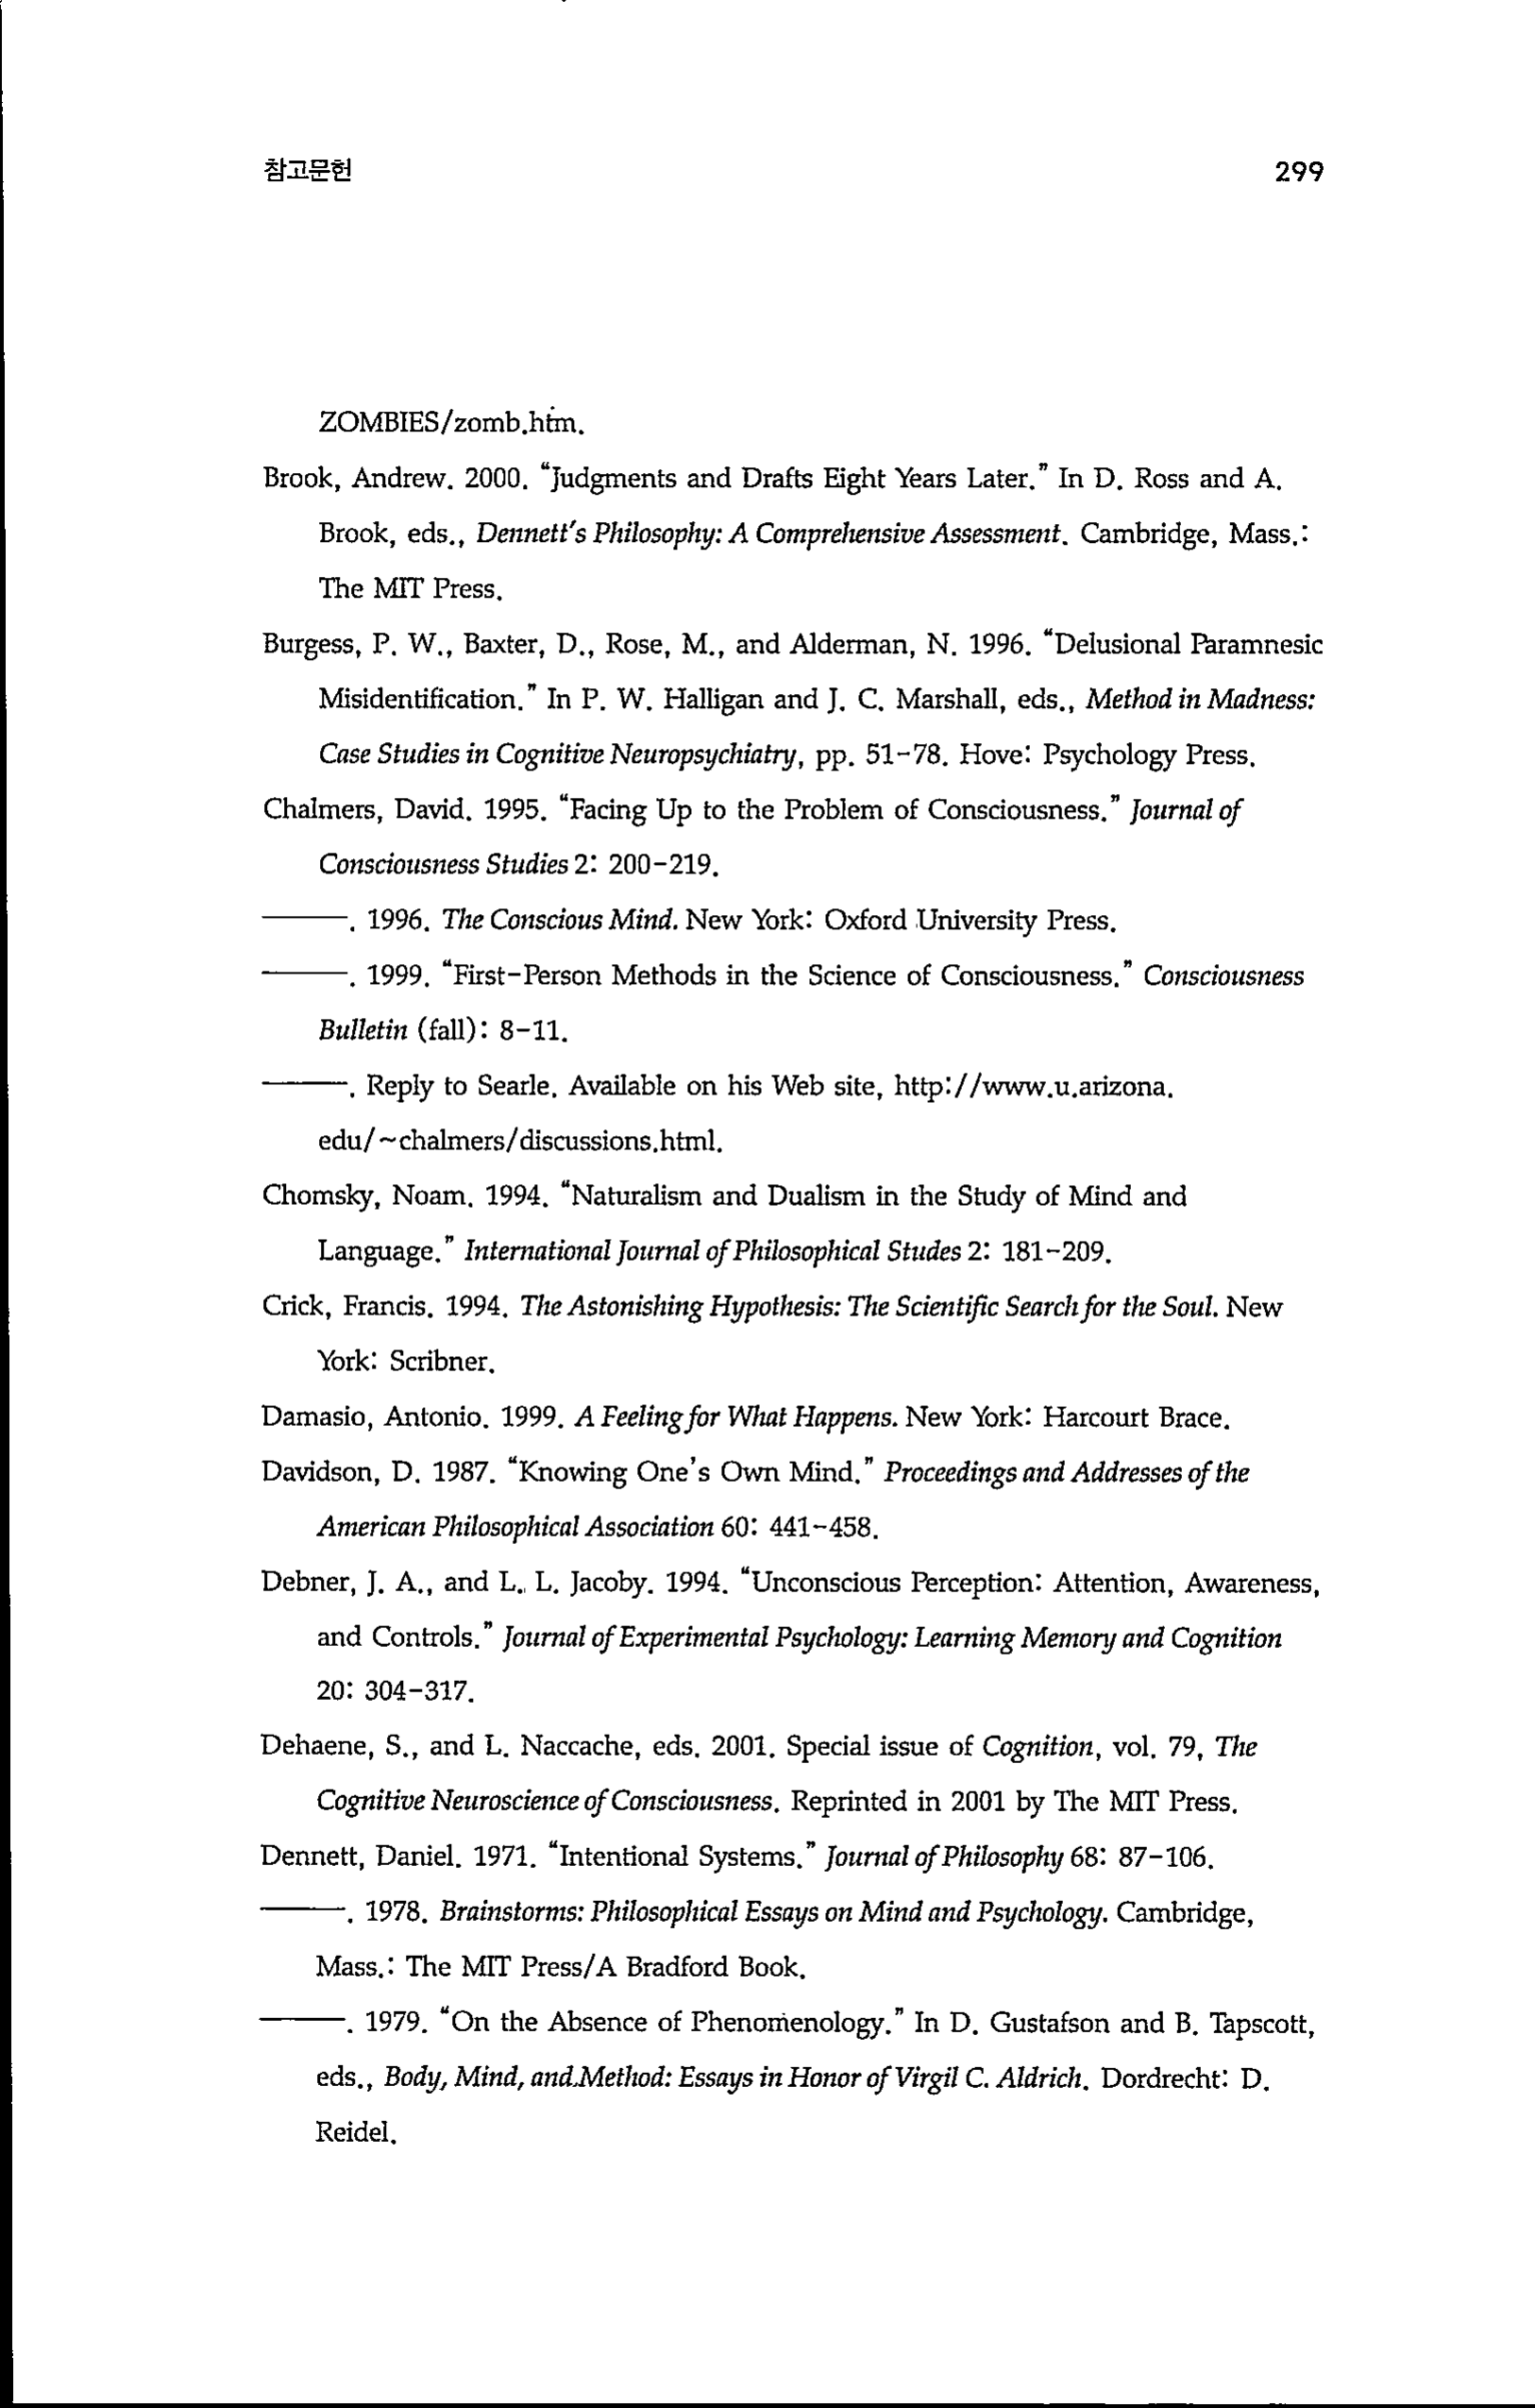 참고문헌 299
ZOMBIES/zomb.htm.
Brook, Andrew. 2000. “Judgments and Drafts Eight Years Later.” In D. Ross and A.
Brook, eds., Dennett’s Philosophy: A Comprehensive Assessment. Cambridge, Mass.:
The MIT Press.
Burgess, P. W., Baxter, D., Rose, M., and Alderman, N. 1996. “Delusional Paramnesic
Misidentification.” In P. W. Halligan and J. C. Marshall, eds., Method in Madness:
Case Studies in Cognitive Neuropsychiatry, pp. 51-78. Hove: Psychology Press.
Chalmers, David. 1995. “Facing Up to the Problem of Consciousness.” Journal of
Consciousness Studies 2: 200-219.
———. 1996. The Conscious Mind. New York: Oxford University Press.
———. 1999. “First-Person Methods in the Science of Consciousness.” Consciousness
Bulletin (fall): 8-11.
———. Reply to Searle. Available on his Web site, http://www.u.arizona.
edu/~chalmers/discussions.html.
Chomsky, Noam. 1994. “Naturalism and Dualism in the Study of Mind and
Language.” International Journal of Philosophical Studes 2: 181-209.
Crick, Francis. 1994. The Astonishing Hypothesis: The Scientific Search for the Soul. New
York: Scribner.
Damasio, Antonio. 1999. A Feeling for What Happens. New York: Harcourt Brace.
Davidson, D. 1987. “Knowing One’s Own Mind.” Proceedings and Addresses of the
American Philosophical Association 60: 441-458.
Debner, J. A., and L. L. Jacoby. 1994. “Unconscious Perception: Attention, Awareness,
and Controls.” Journal of Experimental Psychology: Learning Memory and Cognition
20: 304-317.
Dehaene, S., and L. Naccache, eds. 2001. Special issue of Cognition, vol. 79, The
Cognitive Neuroscience of Consciousness. Reprinted in 2001 by The MIT Press.
Dennett, Daniel. 1971. “Intentional Systems.” Journal of Philosophy 68: 87-106.
———. 1978. Brainstorms: Philosophical Essays on Mind and Psychology. Cambridge,
Mass.: The MIT Press/A Bradford Book.
———. 1979. “On the Absence of Phenomenology.” In D. Gustafson and B. Tapscott,
eds., Body, Mind, and Method: Essays in Honor of Virgil C. Aldrich. Dordrecht: D.
Reidel.